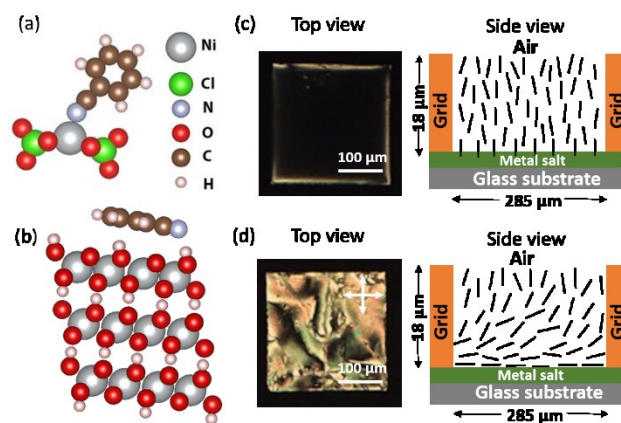 (a)
Ni
Cl
N
O
C
H
(b)
(c)
Top view
100 µm
Side view
Air
18 µm
Grid
Grid
Metal salt
Glass substrate
285 µm
(d)
Top view
100 µm
Side view
Air
18 µm
Grid
Grid
Metal salt
Glass substrate
285 µm